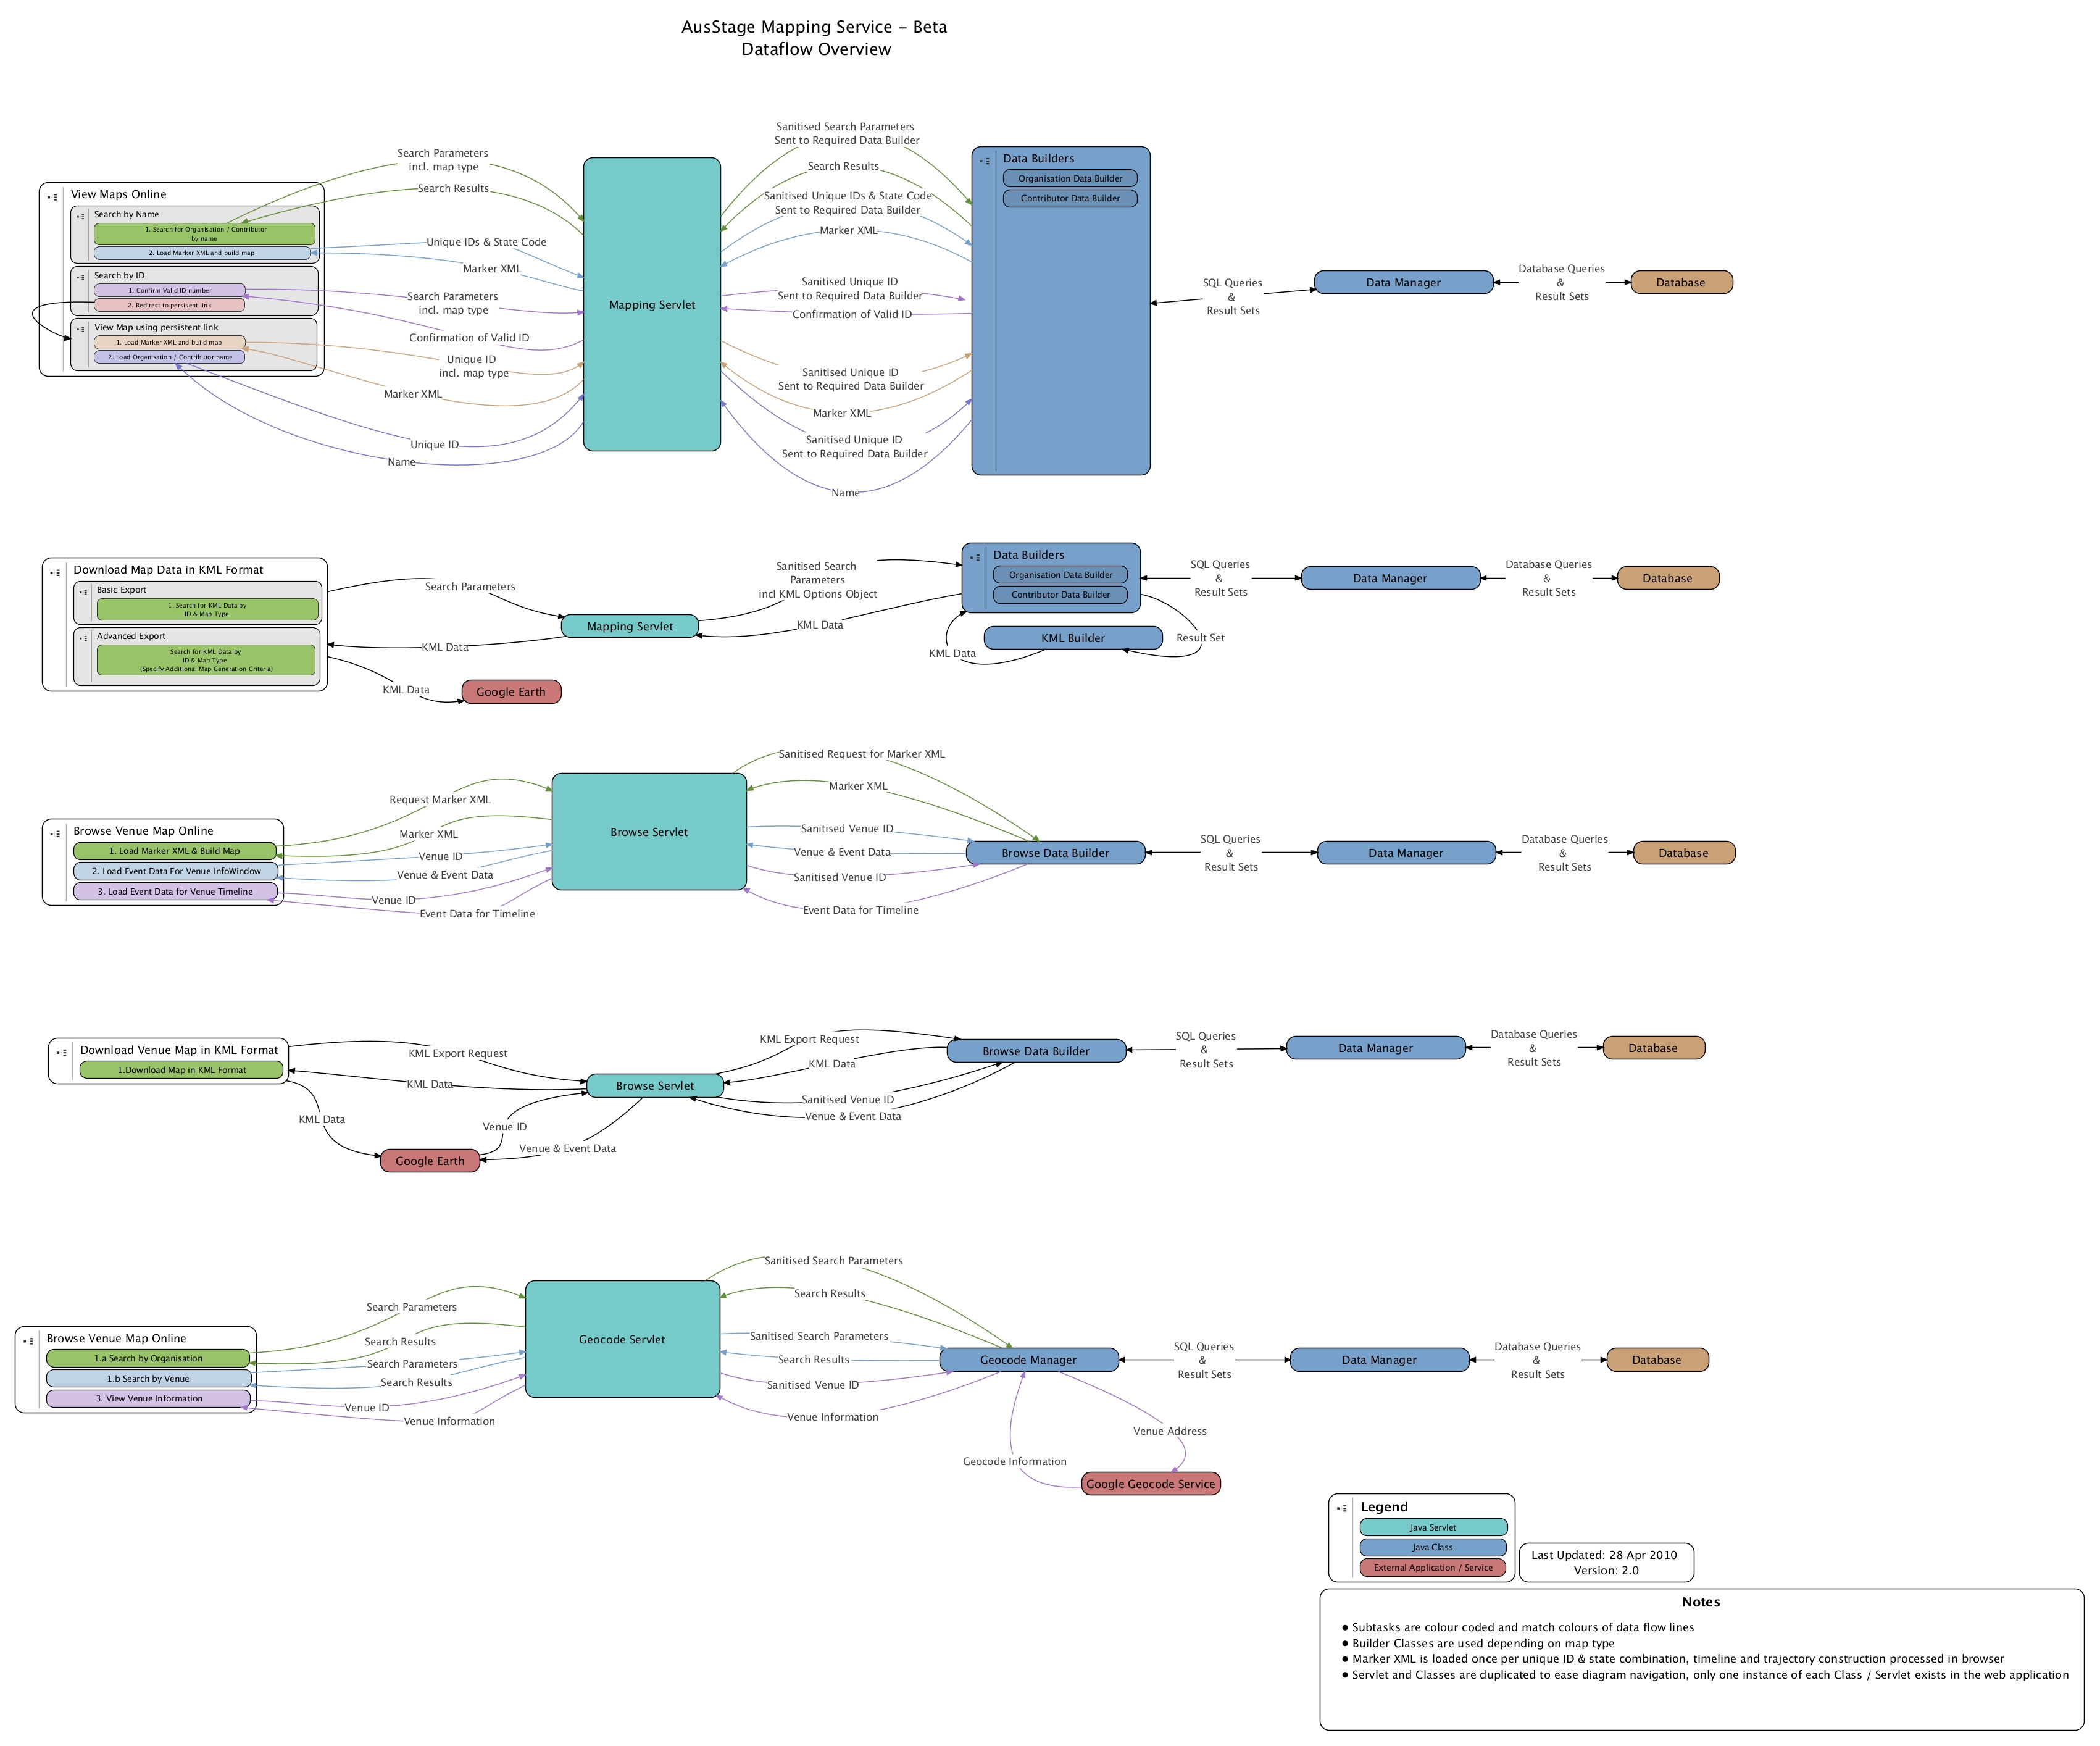 AusStage Mapping Service - Beta
Dataflow Overview
View Maps Online
Search by Name
1. Search for Organisation / Contributor
by name
2. Load Marker XML and build map
Search by ID
1. Confirm Valid ID number
2. Redirect to persisent link
View Map using persistent link
1. Load Marker XML and build map
2. Load Organisation / Contributor name
Search Parameters
incl. map type
Search Results
Unique IDs & State Code
Marker XML
Search Parameters
incl. map type
Confirmation of Valid ID
Unique ID
incl. map type
Marker XML
Unique ID
Name
Mapping Servlet
Sanitised Search Parameters
Sent to Required Data Builder
Search Results
Sanitised Unique IDs & State Code
Sent to Required Data Builder
Marker XML
Sanitised Unique ID
Sent to Required Data Builder
Confirmation of Valid ID
Sanitised Unique ID
Sent to Required Data Builder
Marker XML
Sanitised Unique ID
Sent to Required Data Builder
Name
Data Builders
Organisation Data Builder
Contributor Data Builder
SQL Queries
&
Result Sets
Data Manager
Database Queries
&
Result Sets
Database
Download Map Data in KML Format
Basic Export
1. Search for KML Data by
ID & Map Type
Advanced Export
Search for KML Data by
ID & Map Type
(Specify Additional Map Generation Criteria)
Search Parameters
KML Data
KML Data
Google Earth
Mapping Servlet
Sanitised Search
Parameters
incl KML Options Object
KML Data
Data Builders
Organisation Data Builder
Contributor Data Builder
KML Builder
KML Data
Result Set
SQL Queries
&
Result Sets
Data Manager
Database Queries
&
Result Sets
Database
Browse Venue Map Online
1. Load Marker XML & Build Map
2. Load Event Data For Venue InfoWindow
3. Load Event Data for Venue Timeline
Request Marker XML
Marker XML
Venue ID
Venue & Event Data
Venue ID
Event Data for Timeline
Browse Servlet
Sanitised Request for Marker XML
Marker XML
Sanitised Venue ID
Venue & Event Data
Sanitised Venue ID
Event Data for Timeline
Browse Data Builder
SQL Queries
&
Result Sets
Data Manager
Database Queries
&
Result Sets
Database
Download Venue Map in KML Format
1.Download Map in KML Format
KML Export Request
KML Data
KML Data
Google Earth
Venue ID
Venue & Event Data
Browse Servlet
KML Export Request
KML Data
Sanitised Venue ID
Venue & Event Data
Browse Data Builder
SQL Queries
&
Result Sets
Data Manager
Database Queries
&
Result Sets
Database
Browse Venue Map Online
1.a Search by Organisation
1.b Search by Venue
3. View Venue Information
Search Parameters
Search Results
Search Parameters
Search Results
Venue ID
Venue Information
Geocode Servlet
Sanitised Search Parameters
Search Results
Sanitised Search Parameters
Search Results
Sanitised Venue ID
Venue Information
Geocode Manager
Geocode Information
Venue Address
Google Geocode Service
SQL Queries
&
Result Sets
Data Manager
Database Queries
&
Result Sets
Database
Legend
Java Servlet
Java Class
External Application / Service
Last Updated: 28 Apr 2010
Version: 2.0
Notes
● Subtasks are colour coded and match colours of data flow lines
● Builder Classes are used depending on map type
● Marker XML is loaded once per unique ID & state combination, timeline and trajectory construction processed in browser
● Servlet and Classes are duplicated to ease diagram navigation, only one instance of each Class / Servlet exists in the web application